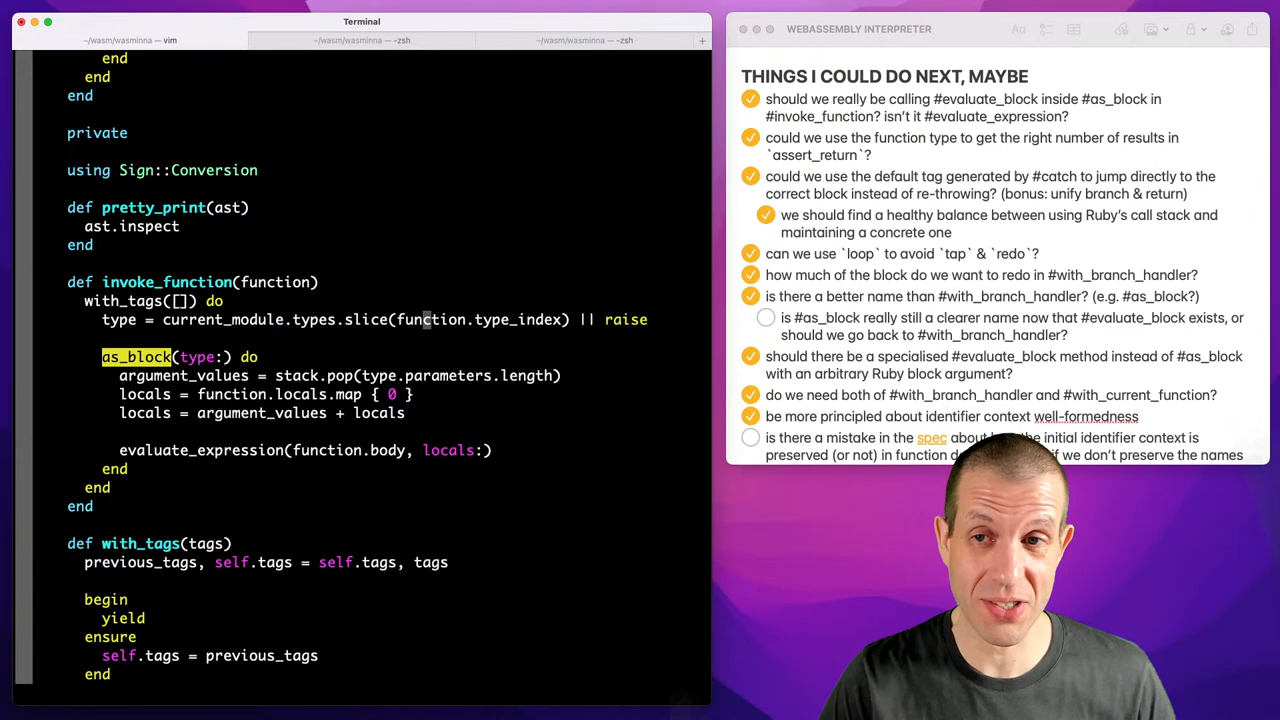 Terminal
~/wasm/wasminna — vim
~/wasm/wasminna — -zsh
~/wasm/wasminna — -zsh
+
end
end
end
private
using Sign::Conversion
def pretty_print(ast)
ast.inspect
end
def invoke_function(function)
with_tags([]) do
type = current_module.types.slice(function.type_index) || raise
as_block(type:) do
argument_values = stack.pop(type.parameters.length)
locals = function.locals.map { 0 }
locals = argument_values + locals
evaluate_expression(function.body, locals:)
end
end
end
def with_tags(tags)
previous_tags, self.tags = self.tags, tags
begin
yield
ensure
self.tags = previous_tags
end
WEBASSEMBLY INTERPRETER
Aa
THINGS I COULD DO NEXT, MAYBE
should we really be calling #evaluate_block inside #as_block in
#invoke_function? isn’t it #evaluate_expression?
could we use the function type to get the right number of results in
`assert_return`?
could we use the default tag generated by #catch to jump directly to the
correct block instead of re-throwing? (bonus: unify branch & return)
we should find a healthy balance between using Ruby’s call stack and
maintaining a concrete one
can we use `loop` to avoid `tap` & `redo`?
how much of the block do we want to redo in #with_branch_handler?
is there a better name than #with_branch_handler? (e.g. #as_block?)
is #as_block really still a clearer name now that #evaluate_block exists, or
should we go back to #with_branch_handler?
should there be a specialised #evaluate_block method instead of #as_block
with an arbitrary Ruby block argument?
do we need both of #with_branch_handler and #with_current_function?
be more principled about identifier context well-formedness
is there a mistake in the spec about the initial identifier context is
preserved (or not) in function if we don’t preserve the names